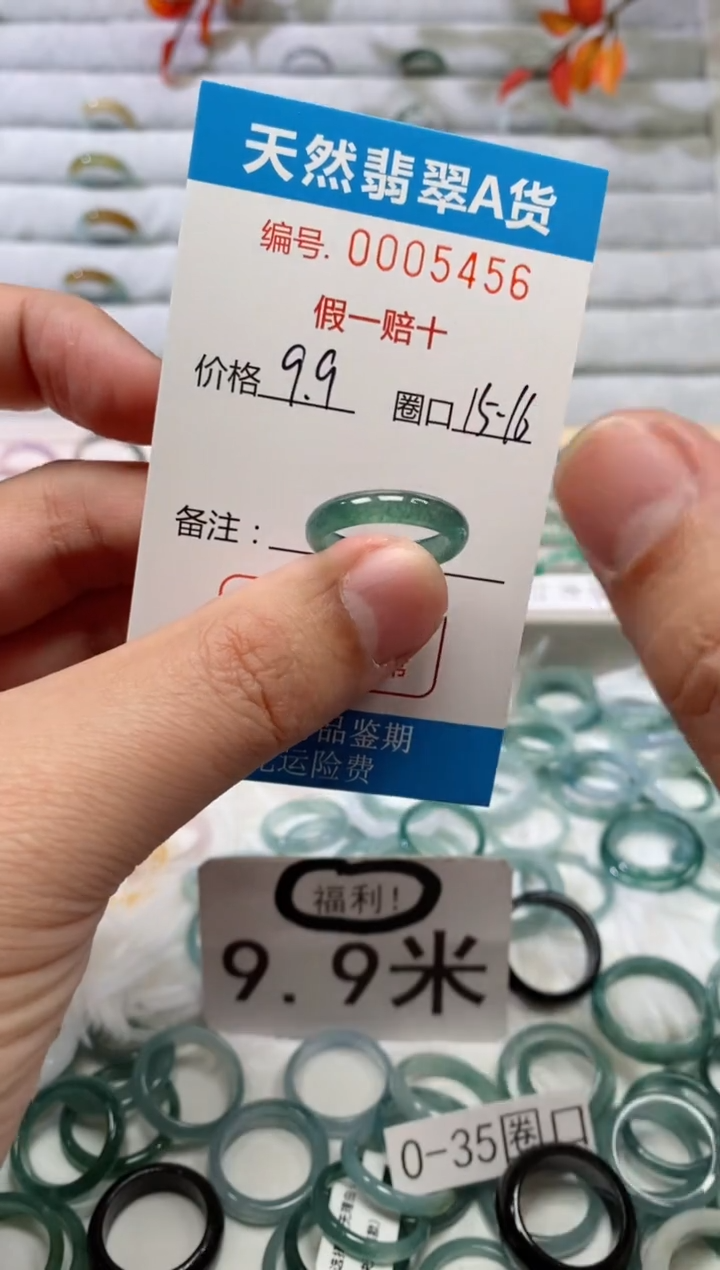 天然翡翠A货
编号. 0005456
假一赔十
价格 9.9 圈口 15-16
备注：
常
品鉴期
运险费
福利!
9.9米
0-35圈口